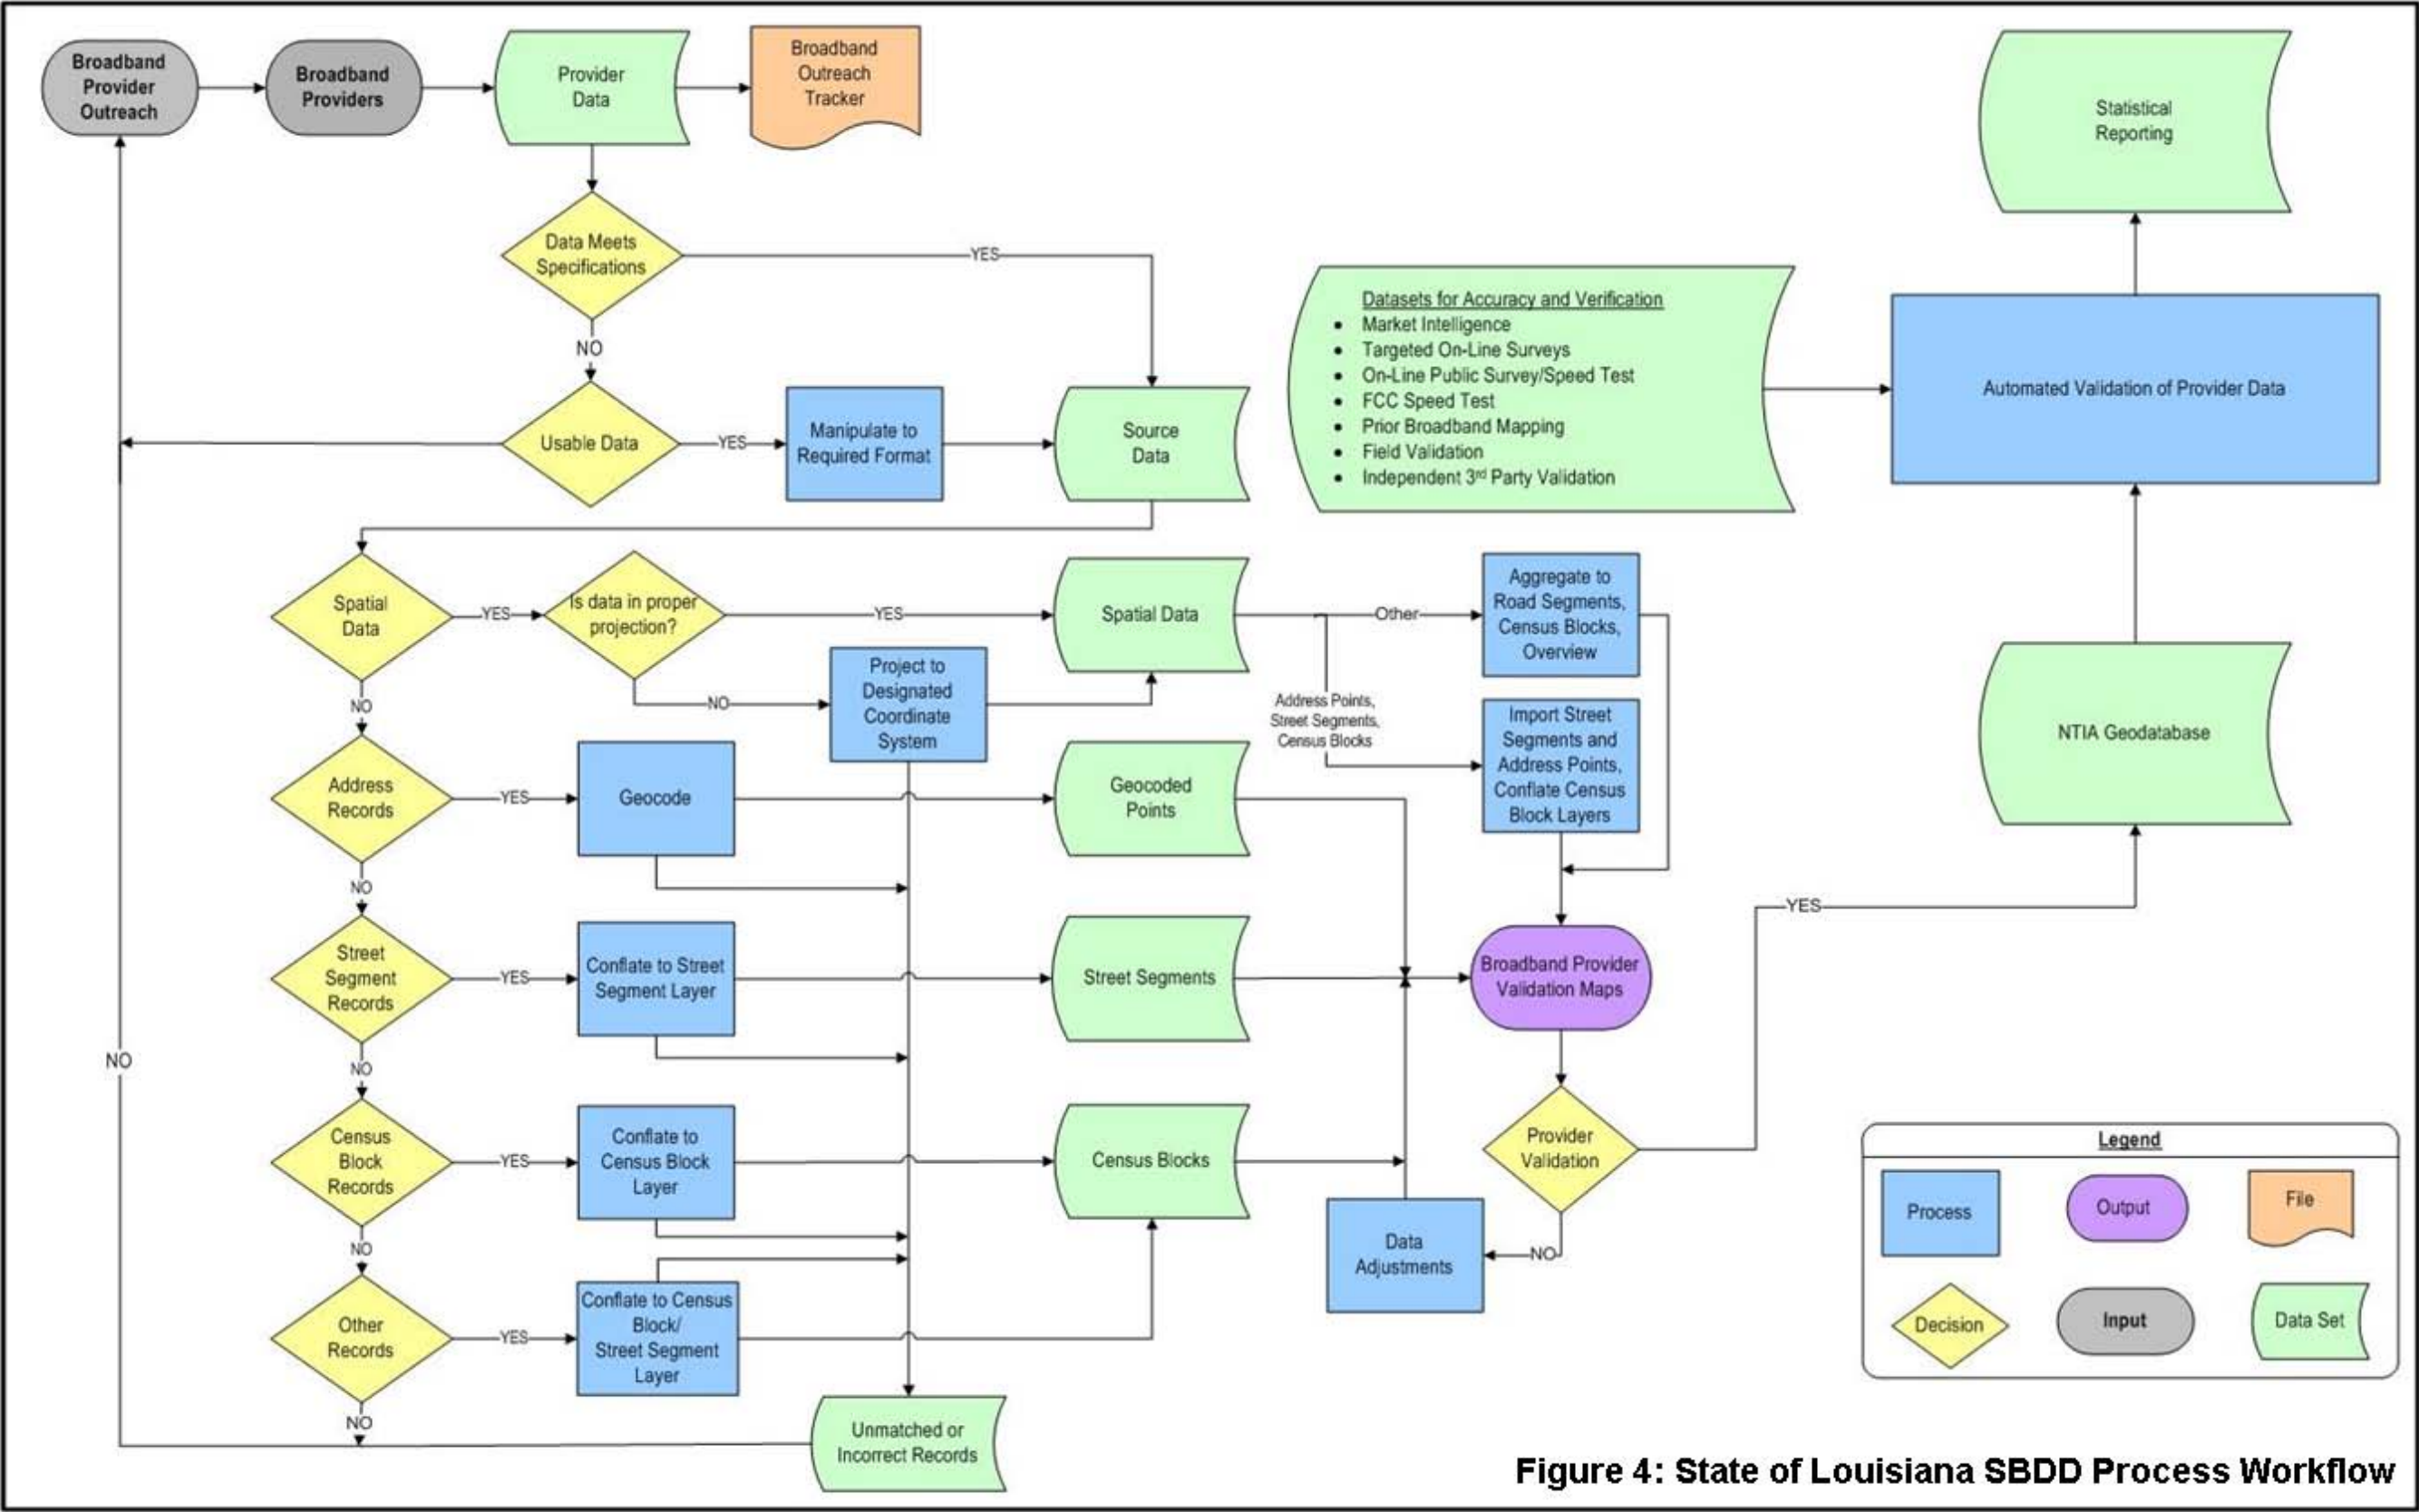 Broadband
Provider
Outreach
Broadband
Providers
Provider
Data
Broadband
Outreach
Tracker
Statistical
Reporting
Data Meets
Specifications
YES
NO
Usable Data
YES
Manipulate to
Required Format
Source
Data
Datasets for Accuracy and Verification
• Market Intelligence
• Targeted On-Line Surveys
• On-Line Public Survey/Speed Test
• FCC Speed Test
• Prior Broadband Mapping
• Field Validation
• Independent 3rd Party Validation
Automated Validation of Provider Data
Spatial
Data
YES
Is data in proper
projection?
YES
Spatial Data
Other
Aggregate to
Road Segments,
Census Blocks,
Overview
NO
NO
Project to
Designated
Coordinate
System
Address Points,
Street Segments,
Census Blocks
Import Street
Segments and
Address Points,
Conflate Census
Block Layers
NTIA Geodatabase
Address
Records
YES
Geocode
Geocoded
Points
NO
YES
Street
Segment
Records
YES
Conflate to Street
Segment Layer
Street Segments
Broadband Provider
Validation Maps
NO
NO
Census
Block
Records
YES
Conflate to
Census Block
Layer
Census Blocks
Provider
Validation
NO
Data
Adjustments
NO
Other
Records
YES
Conflate to Census
Block/
Street Segment
Layer
NO
Unmatched or
Incorrect Records
Legend
Process
Output
File
Decision
Input
Data Set
Figure 4: State of Louisiana SBDD Process Workflow